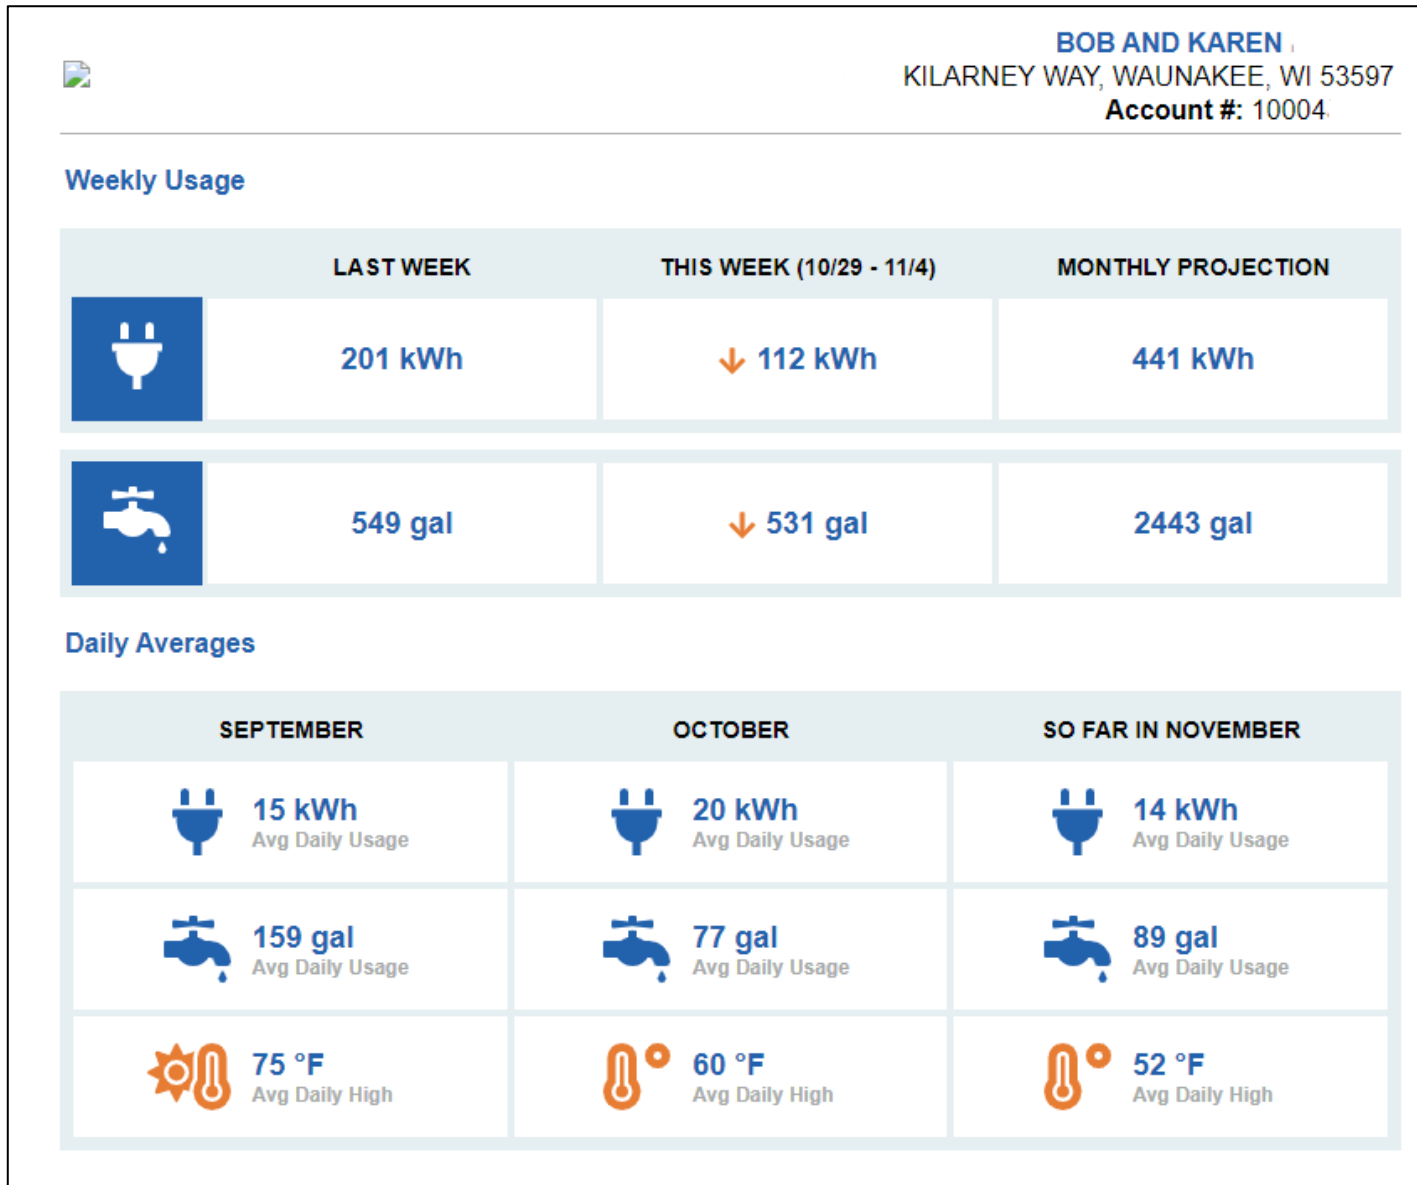 BOB AND KAREN
KILARNEY WAY, WAUNAKEE, WI 53597
Account #: 10004
Weekly Usage
LAST WEEK THIS WEEK (10/29 - 11/4) MONTHLY PROJECTION
201 kWh 112 kWh 441 kWh
549 gal 531 gal 2443 gal
Daily Averages
SEPTEMBER OCTOBER SO FAR IN NOVEMBER
15 kWh 20 kWh 14 kWh
Avg Daily Usage Avg Daily Usage Avg Daily Usage
159 gal 77 gal 89 gal
Avg Daily Usage Avg Daily Usage Avg Daily Usage
75 °F 60 °F 52 °F
Avg Daily High Avg Daily High Avg Daily High